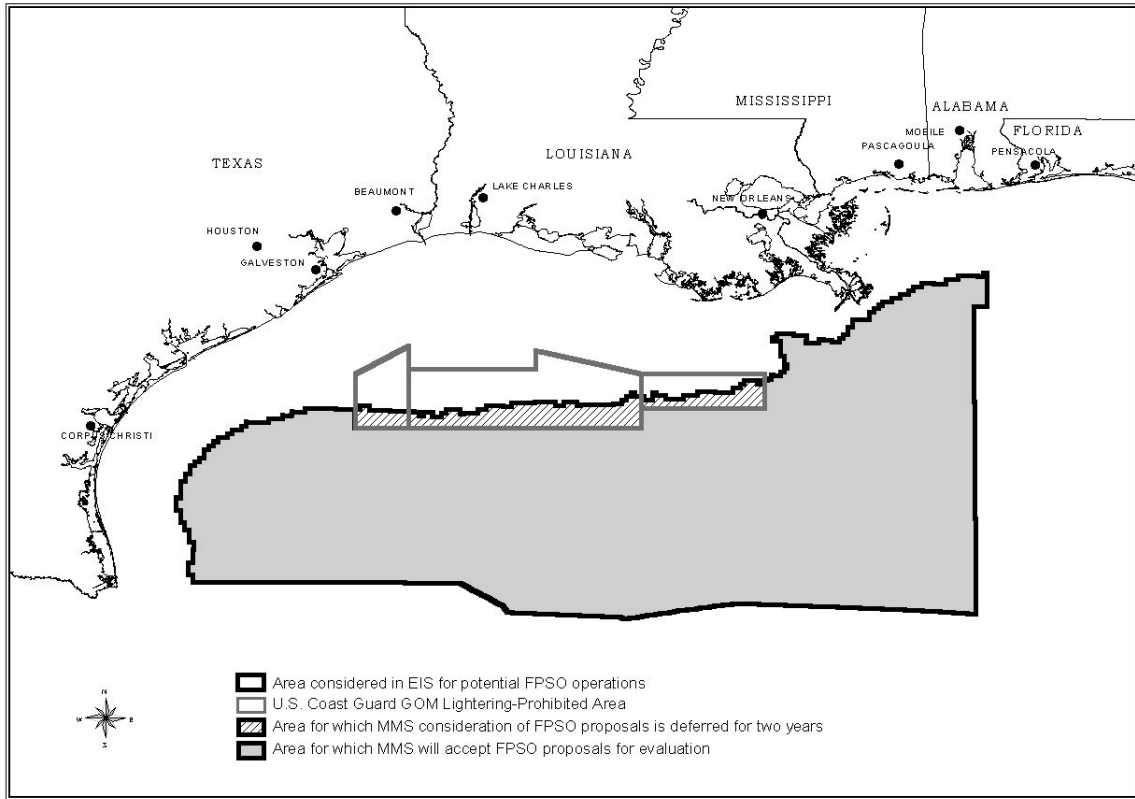 MISSISSIPPI
ALABAMA
MOBILE
FLORIDA
PASCAGOULA
PENSACOLA
TEXAS
LOUISIANA
BEAUMONT
LAKE CHARLES
NEW ORLEANS
HOUSTON
GALVESTON
CORPUS CHRISTI
Area considered in EIS for potential FPSO operations
U.S. Coast Guard GOM Lightering-Prohibited Area
Area for which MMS consideration of FPSO proposals is deferred for two years
Area for which MMS will accept FPSO proposals for evaluation
N
W
E
S